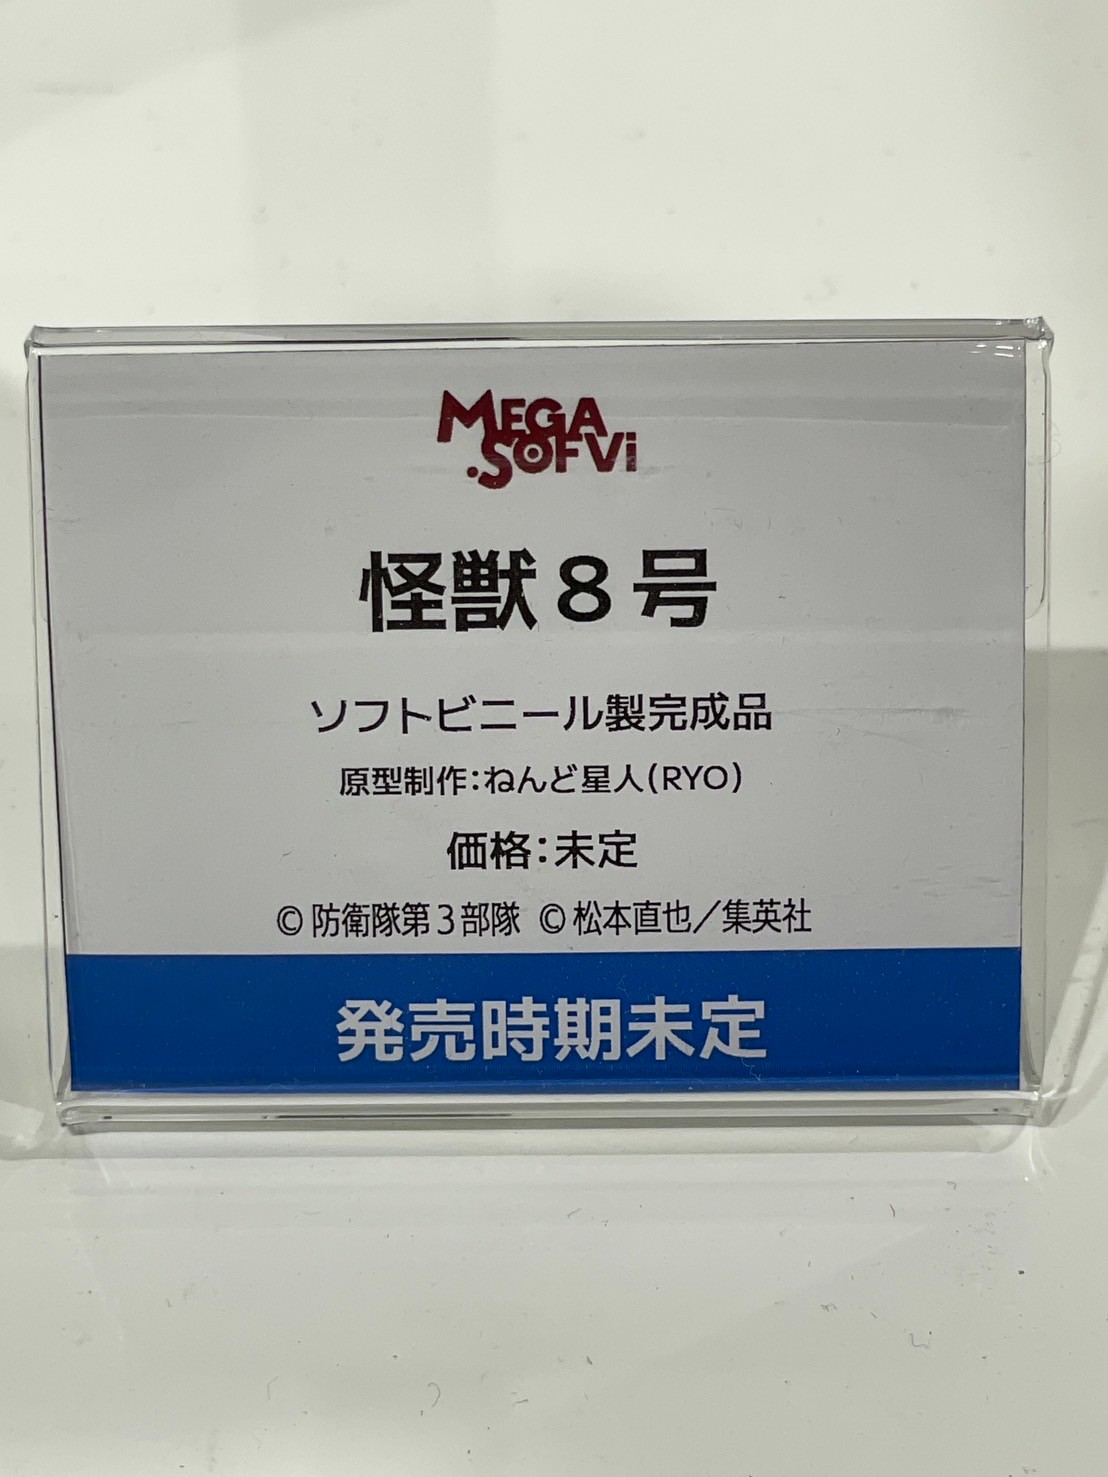 MEGA
.SOFVi
怪獣８号
ソフトビニール製完成品
原型制作：ねんど星人（RYO）
価格：未定
© 防衛隊第３部隊 © 松本直也／集英社
発売時期未定